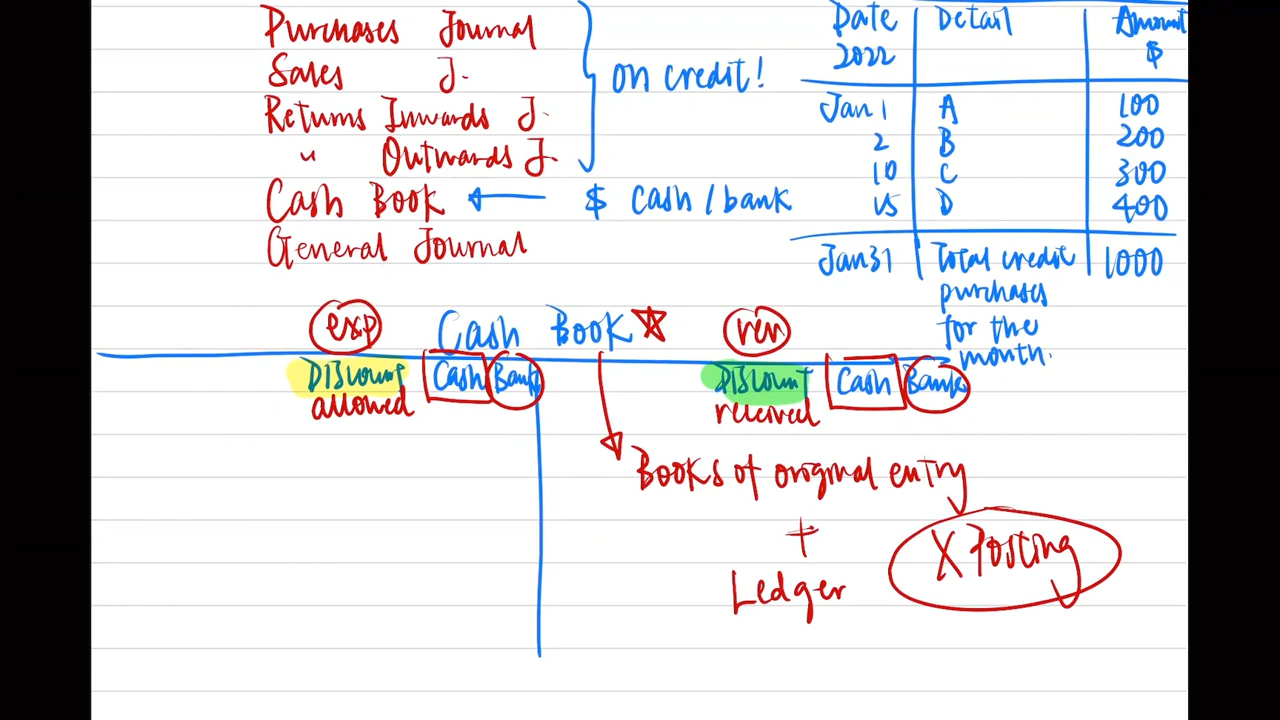 Purchases Journal
Sales J.
Returns Inwards J.
" Outwards J.
Cash Book
General Journal
on credit!
$ Cash / bank
Date Detail Amount
2022 $
Jan 1 A 100
2 B 200
10 C 300
15 D 400
Jan 31 Total credit 1000
purchases
for the
month.
exp Cash Book rev
Discount Cash Bank Discount Cash Bank
allowed received
Books of original entry
+
Ledger
X Posting